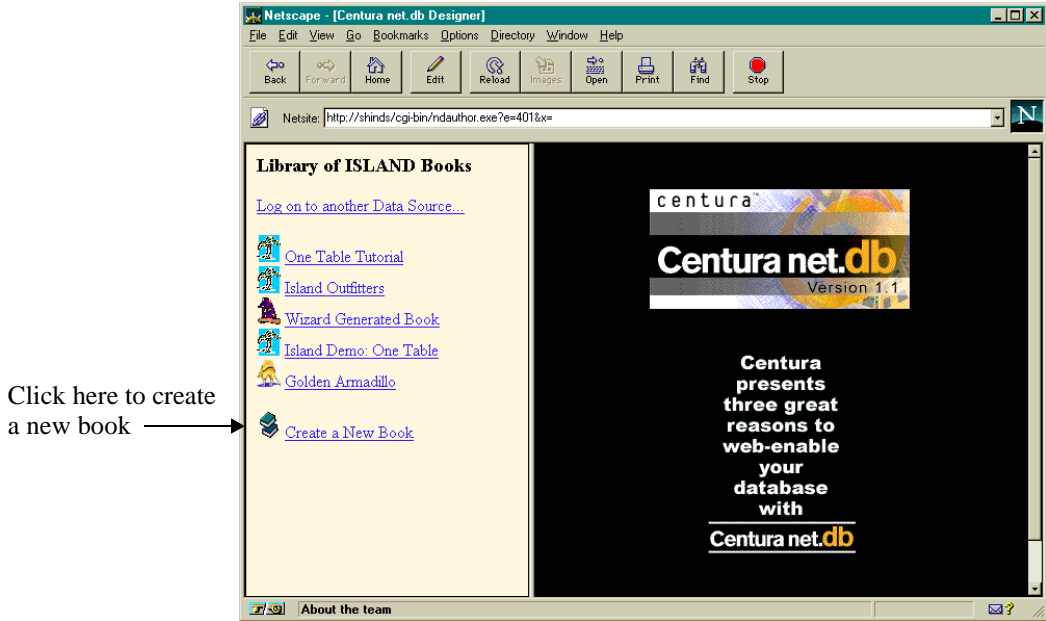 Netscape - [Centura net.db Designer]
File Edit View Go Bookmarks Options Directory Window Help
Back Forward Home Edit Reload Images Open Print Find Stop
Netsite: http://shinds/cgi-bin/ndauthor.exe?e=401&x=
N
Library of ISLAND Books
Log on to another Data Source...
One Table Tutorial
Island Outfitters
Wizard Generated Book
Island Demo: One Table
Golden Armadillo
Create a New Book
Click here to create
a new book
centura™
Centura net.db
Version 1.1
Centura
presents
three great
reasons to
web-enable
your
database
with
Centura net.db
About the team